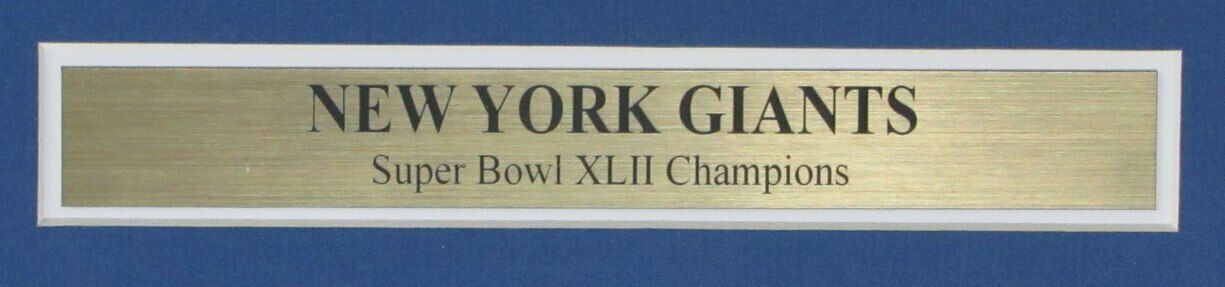 NEW YORK GIANTS
Super Bowl XLII Champions